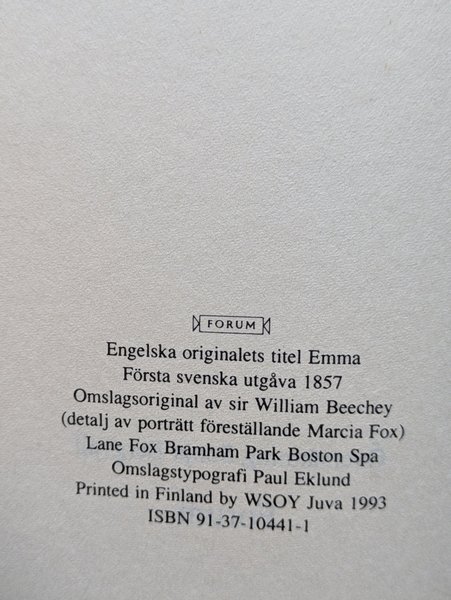 FORUM
Engelska originalets titel Emma
Första svenska utgåva 1857
Omslagsoriginal av sir William Beechey
(detalj av porträtt föreställande Marcia Fox)
Lane Fox Bramham Park Boston Spa
Omslagstypografi Paul Eklund
Printed in Finland by WSOY Juva 1993
ISBN 91-37-10441-1